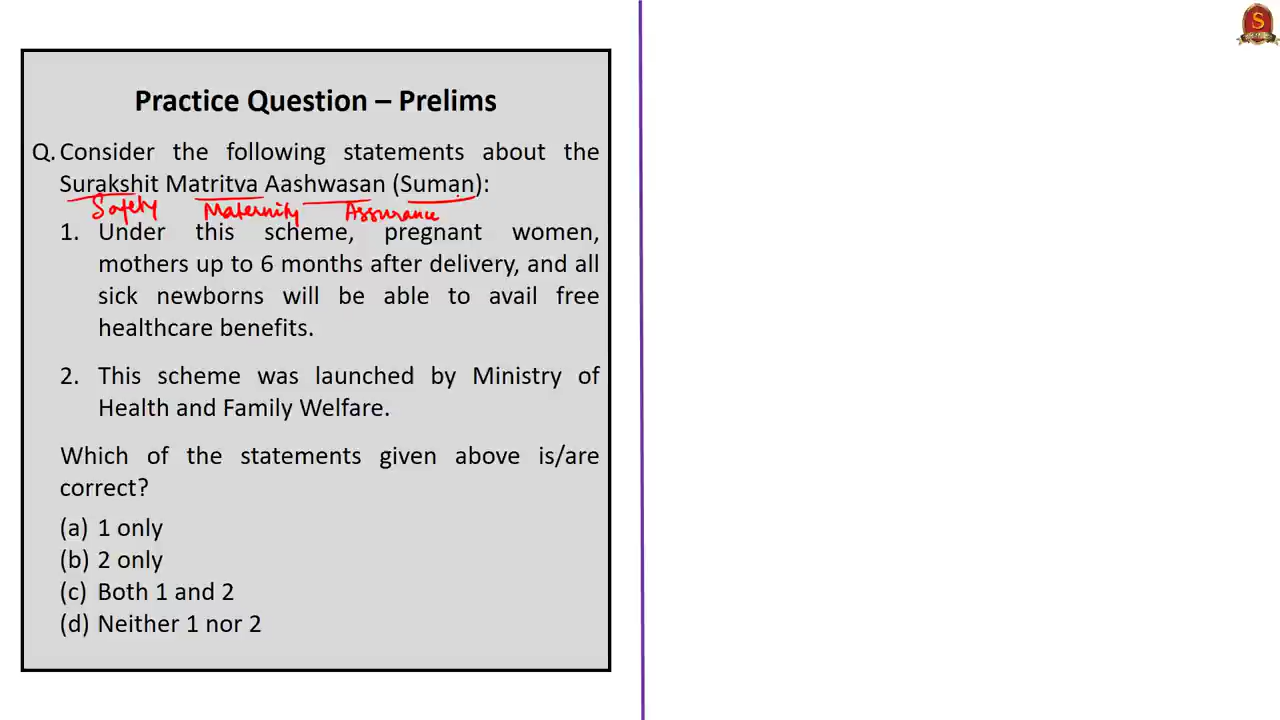 Practice Question – Prelims
Q. Consider the following statements about the
Surakshit Matritva Aashwasan (Suman):
Safety Maternity Assurance
1. Under this scheme, pregnant women,
mothers up to 6 months after delivery, and all
sick newborns will be able to avail free
healthcare benefits.
2. This scheme was launched by Ministry of
Health and Family Welfare.
Which of the statements given above is/are
correct?
(a) 1 only
(b) 2 only
(c) Both 1 and 2
(d) Neither 1 nor 2
S